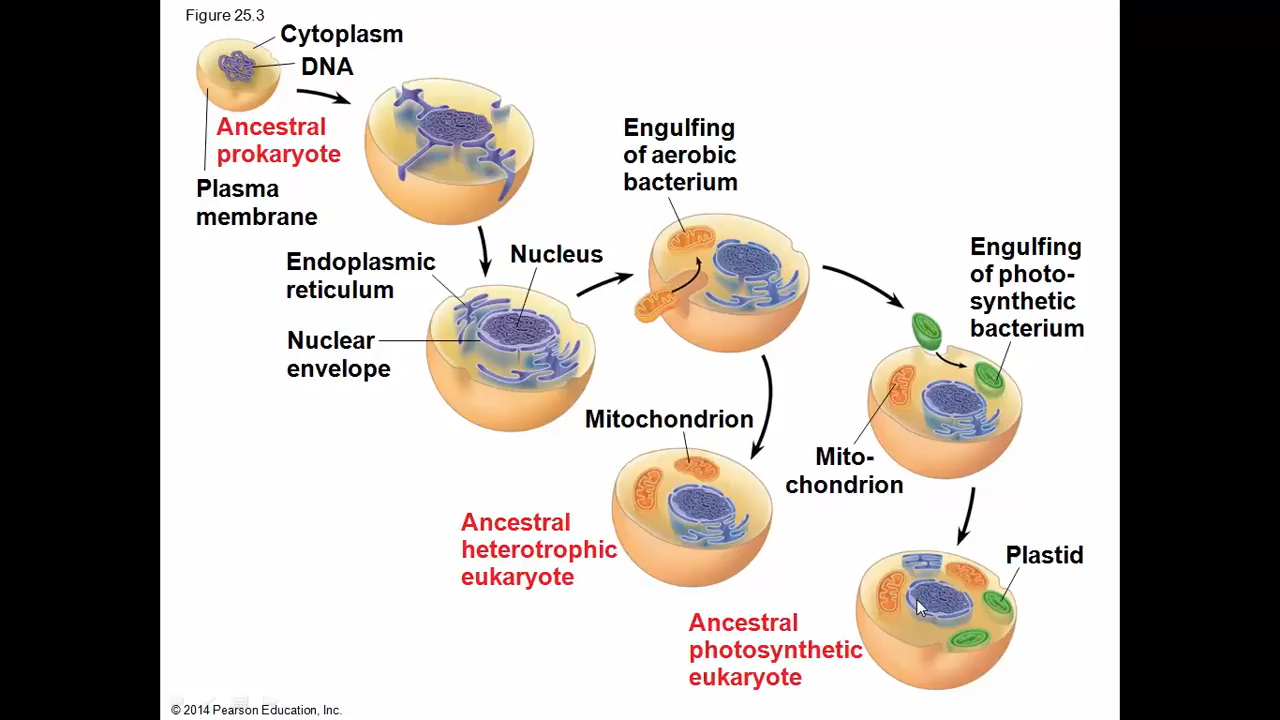 Figure 25.3
Cytoplasm
DNA
Ancestral
prokaryote
Plasma
membrane
Endoplasmic
reticulum
Nucleus
Nuclear
envelope
Engulfing
of aerobic
bacterium
Mitochondrion
Ancestral
heterotrophic
eukaryote
Engulfing
of photo-
synthetic
bacterium
Mito-
chondrion
Plastid
Ancestral
photosynthetic
eukaryote
© 2014 Pearson Education, Inc.